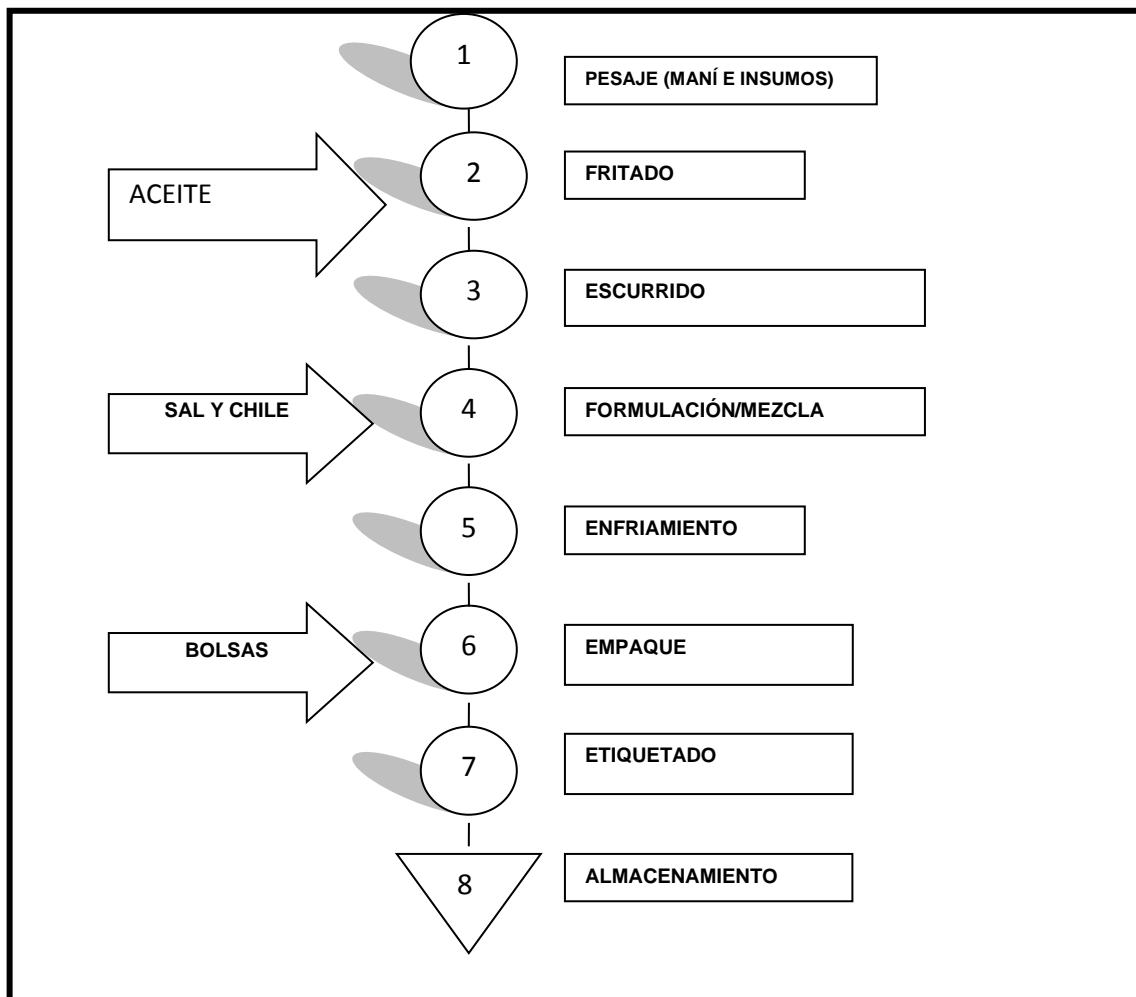 1
PESAJE (MANÍ E INSUMOS)
2
FRITADO
ACEITE
3
ESCURRIDO
SAL Y CHILE
4
FORMULACIÓN/MEZCLA
5
ENFRIAMIENTO
BOLSAS
6
EMPAQUE
7
ETIQUETADO
8
ALMACENAMIENTO